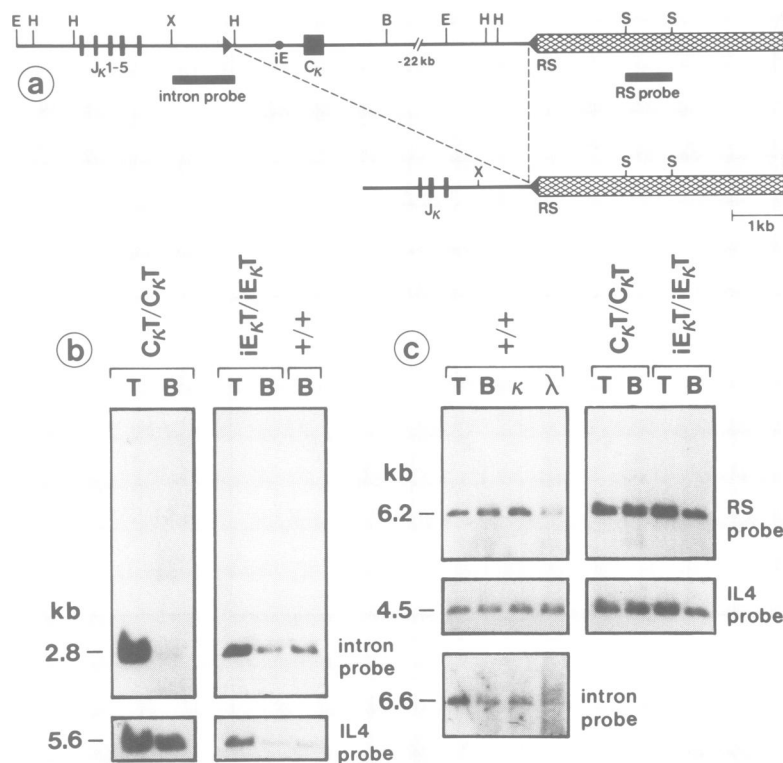 E H H X H B E H H S S
Jκ1-5 iE Cκ -22kb RS
a intron probe RS probe
X S S
Jκ RS
1kb
b CκT/CκT iEκT/iEκT +/+
T B T B B
kb
2.8 intron probe
5.6 IL4 probe
c +/+ CκT/CκT iEκT/iEκT
T B κ λ T B T B
kb
6.2 RS probe
4.5 IL4 probe
6.6 intron probe